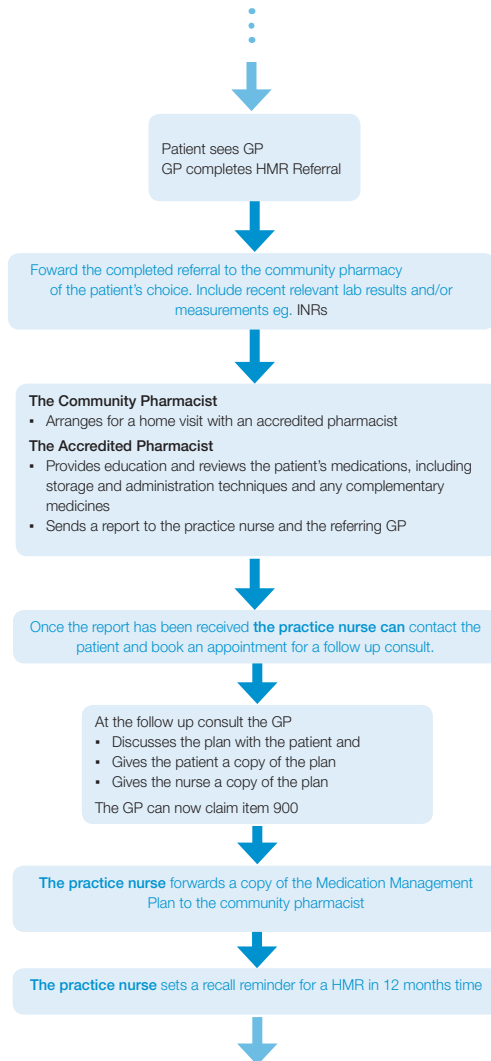 Patient sees GP
GP completes HMR Referral
Foward the completed referral to the community pharmacy
of the patient's choice. Include recent relevant lab results and/or
measurements eg. INRs
The Community Pharmacist
▪ Arranges for a home visit with an accredited pharmacist
The Accredited Pharmacist
▪ Provides education and reviews the patient's medications, including
storage and administration techniques and any complementary
medicines
▪ Sends a report to the practice nurse and the referring GP
Once the report has been received the practice nurse can contact the
patient and book an appointment for a follow up consult.
At the follow up consult the GP
▪ Discusses the plan with the patient and
▪ Gives the patient a copy of the plan
▪ Gives the nurse a copy of the plan
The GP can now claim item 900
The practice nurse forwards a copy of the Medication Management
Plan to the community pharmacist
The practice nurse sets a recall reminder for a HMR in 12 months time